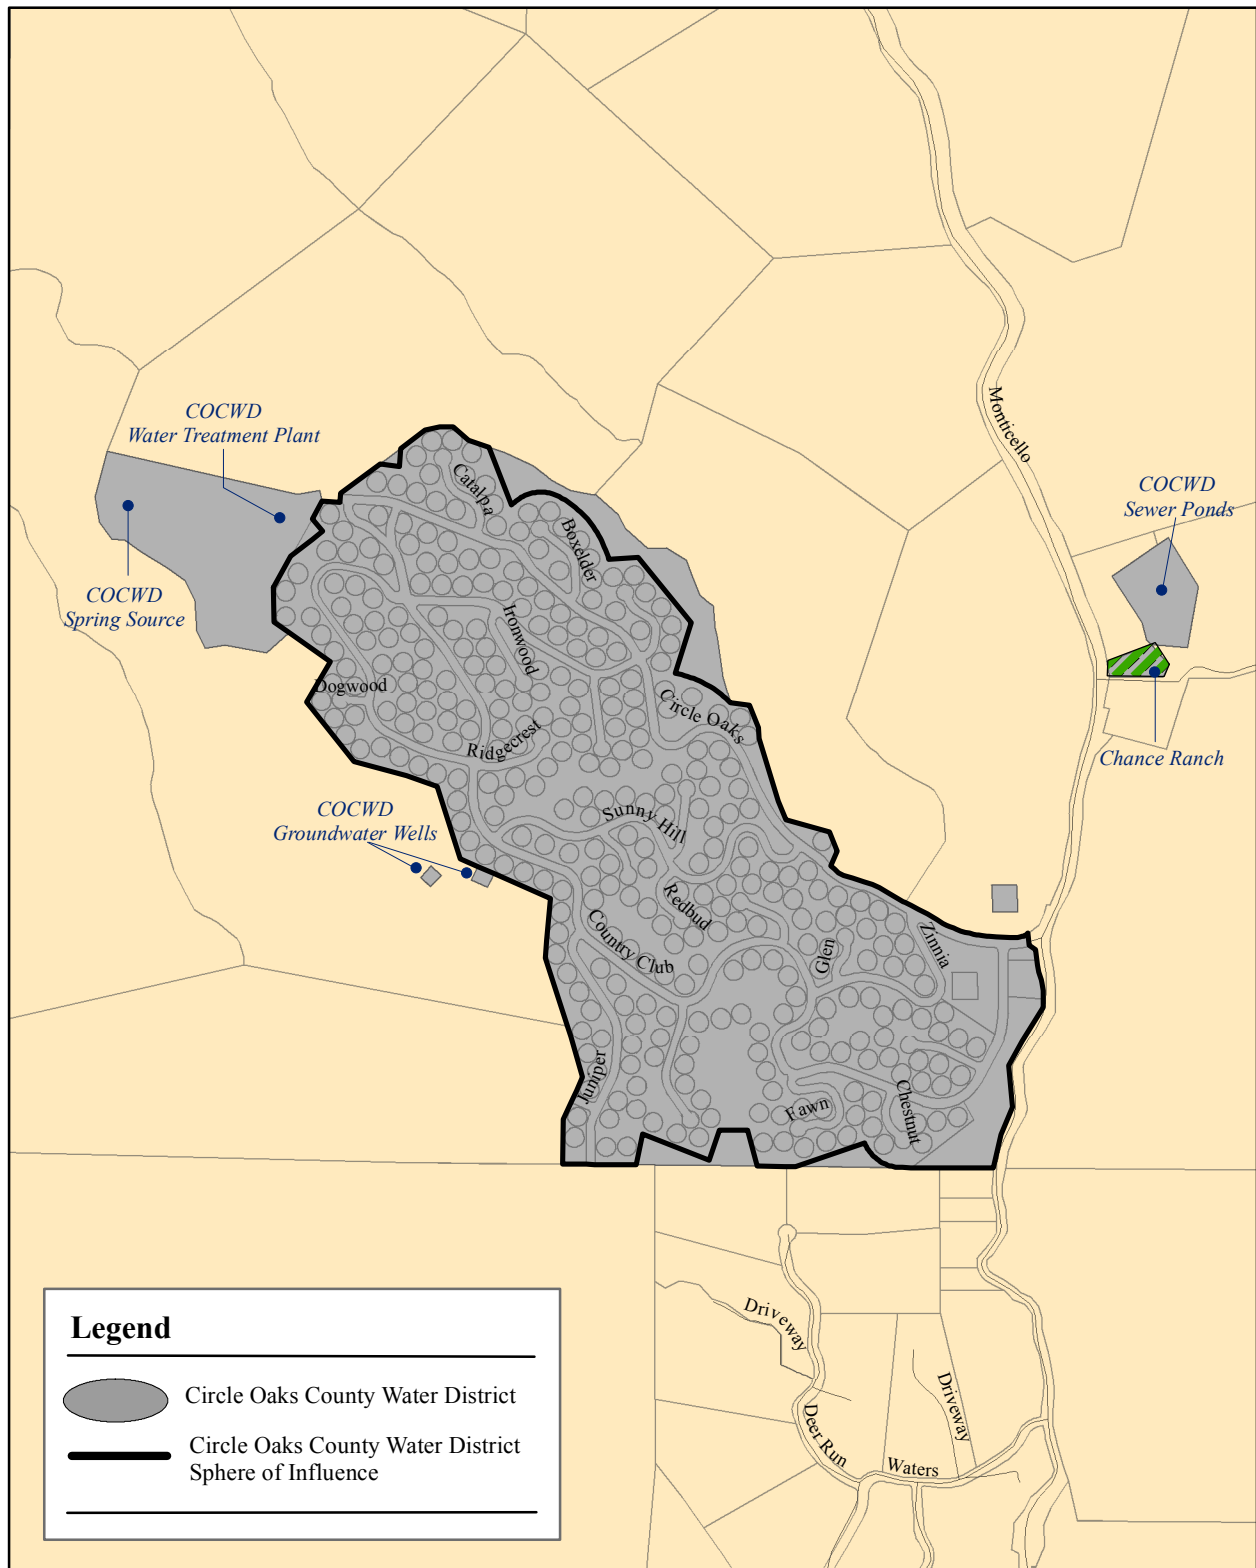 Monticello
COCWD
Water Treatment Plant
COCWD
Sewer Ponds
Catalpa
Boxelder
COCWD
Spring Source
Ironwood
Dogwood
Circle Oaks
Ridgecrest
Chance Ranch
COCWD
Groundwater Wells
Sunny Hill
Redbud
Country Club
Glen
Zinnia
Juniper
Fawn
Chestnut
Driveway
Driveway
Deer Run
Waters
Legend
Circle Oaks County Water District
Circle Oaks County Water District
Sphere of Influence